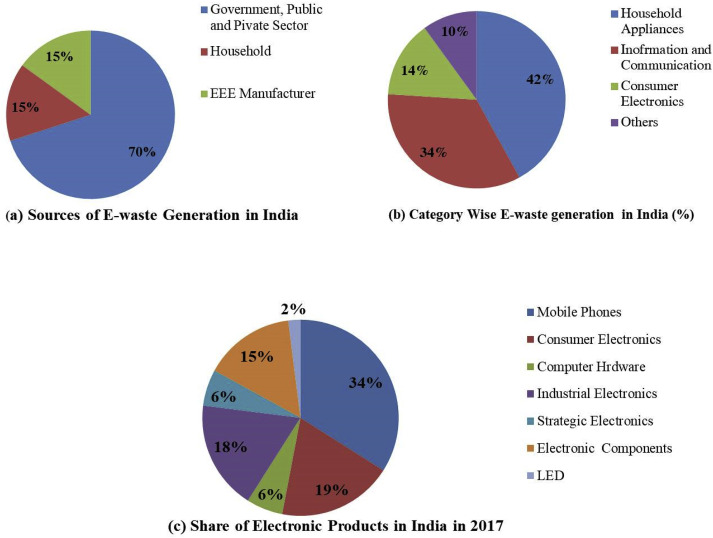 Government, Public
and Pivate Sector
Household
EEE Manufacturer
15%
15%
70%
(a) Sources of E-waste Generation in India
Household
Appliances
Inofrmation and
Communication
Consumer
Electronics
Others
10%
42%
14%
34%
(b) Category Wise E-waste generation in India (%)
2%
34%
15%
6%
18%
6%
19%
Mobile Phones
Consumer Electronics
Computer Hrdware
Industrial Electronics
Strategic Electronics
Electronic Components
LED
(c) Share of Electronic Products in India in 2017